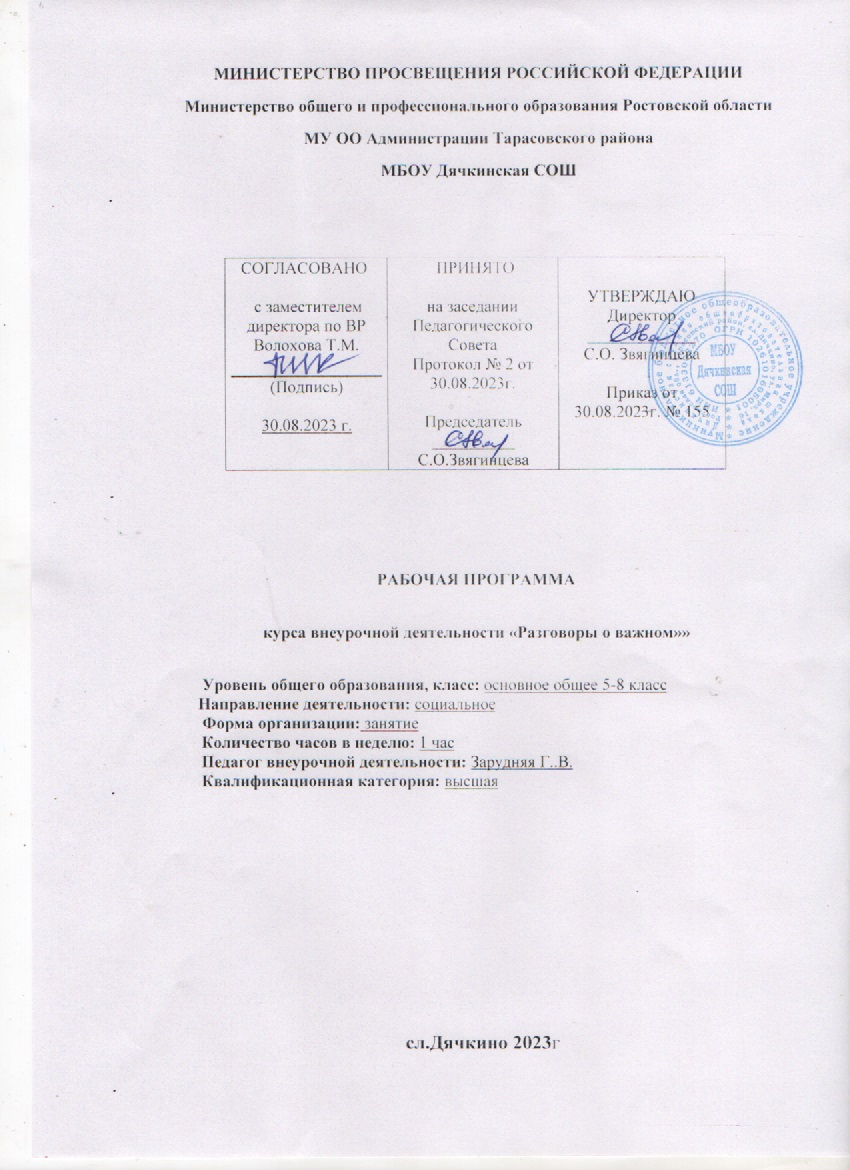 МИНИСТЕРСТВО ПРОСВЕЩЕНИЯ РОССИЙСКОЙ ФЕДЕРАЦИИ
Министерство общего и профессионального образования Ростовской области
МУ ОО Администрации Тарасовского района
МБОУ Дячкинская СОШ
СОГЛАСОВАНО
с заместителем
директора по ВР
Волохова Т.М.
(Подпись)
30.08.2023 г.
ПРИНЯТО
на заседании
Педагогического
Совета
Протокол № 2 от
30.08.2023г.
Председатель
С.О.Звягинцева
УТВЕРЖДАЮ
Директор
С.О. Звягинцева
Приказ от
30.08.2023г. № 155
МБОУ
Дячкинская
СОШ
РАБОЧАЯ ПРОГРАММА
курса внеурочной деятельности «Разговоры о важном»»
Уровень общего образования, класс: основное общее 5-8 класс
Направление деятельности: социальное
Форма организации: занятие
Количество часов в неделю: 1 час
Педагог внеурочной деятельности: Зарудняя Г..В.
Квалификационная категория: высшая
сл.Дячкино 2023г